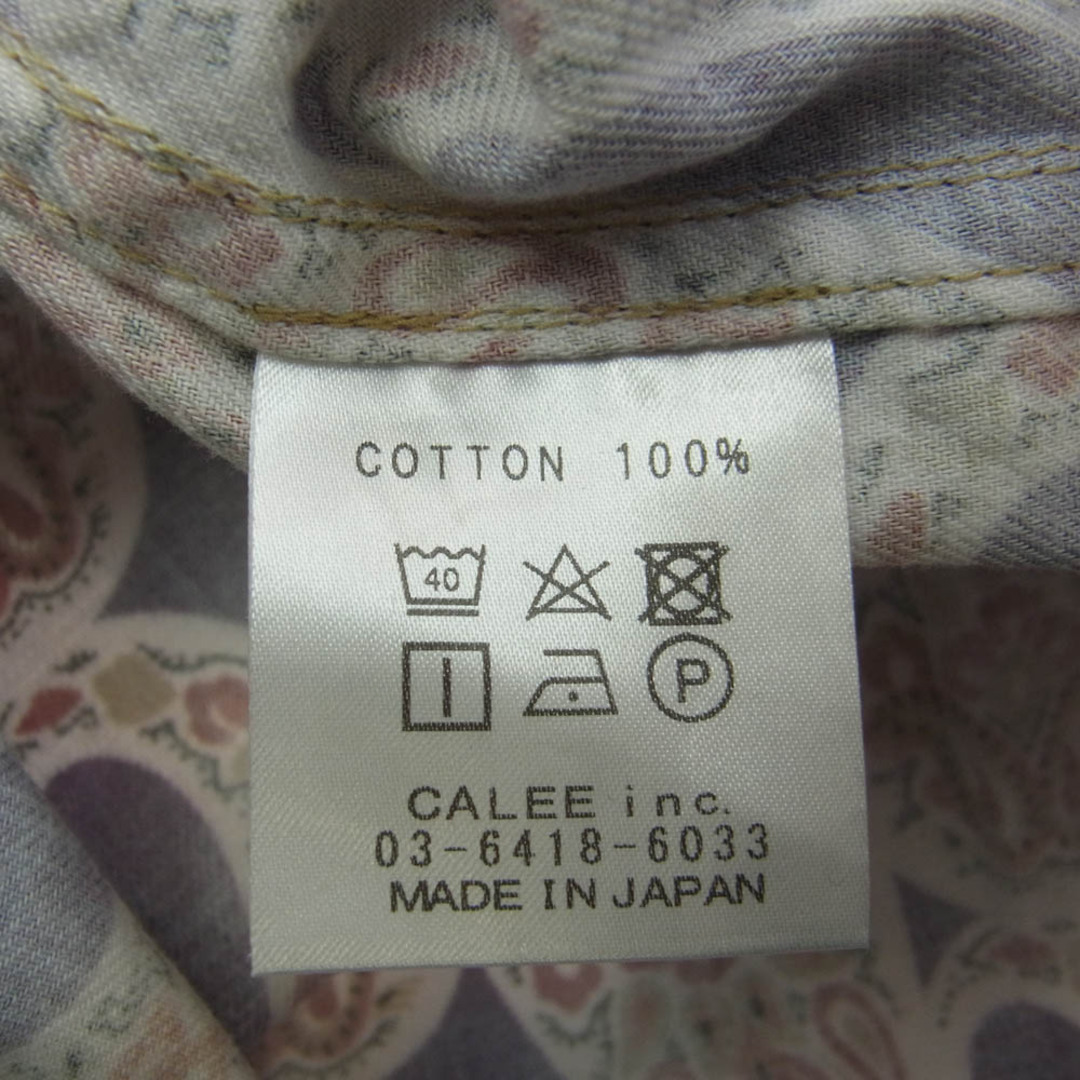 COTTON 100%
40
P
CALEE inc.
03-6418-6033
MADE IN JAPAN